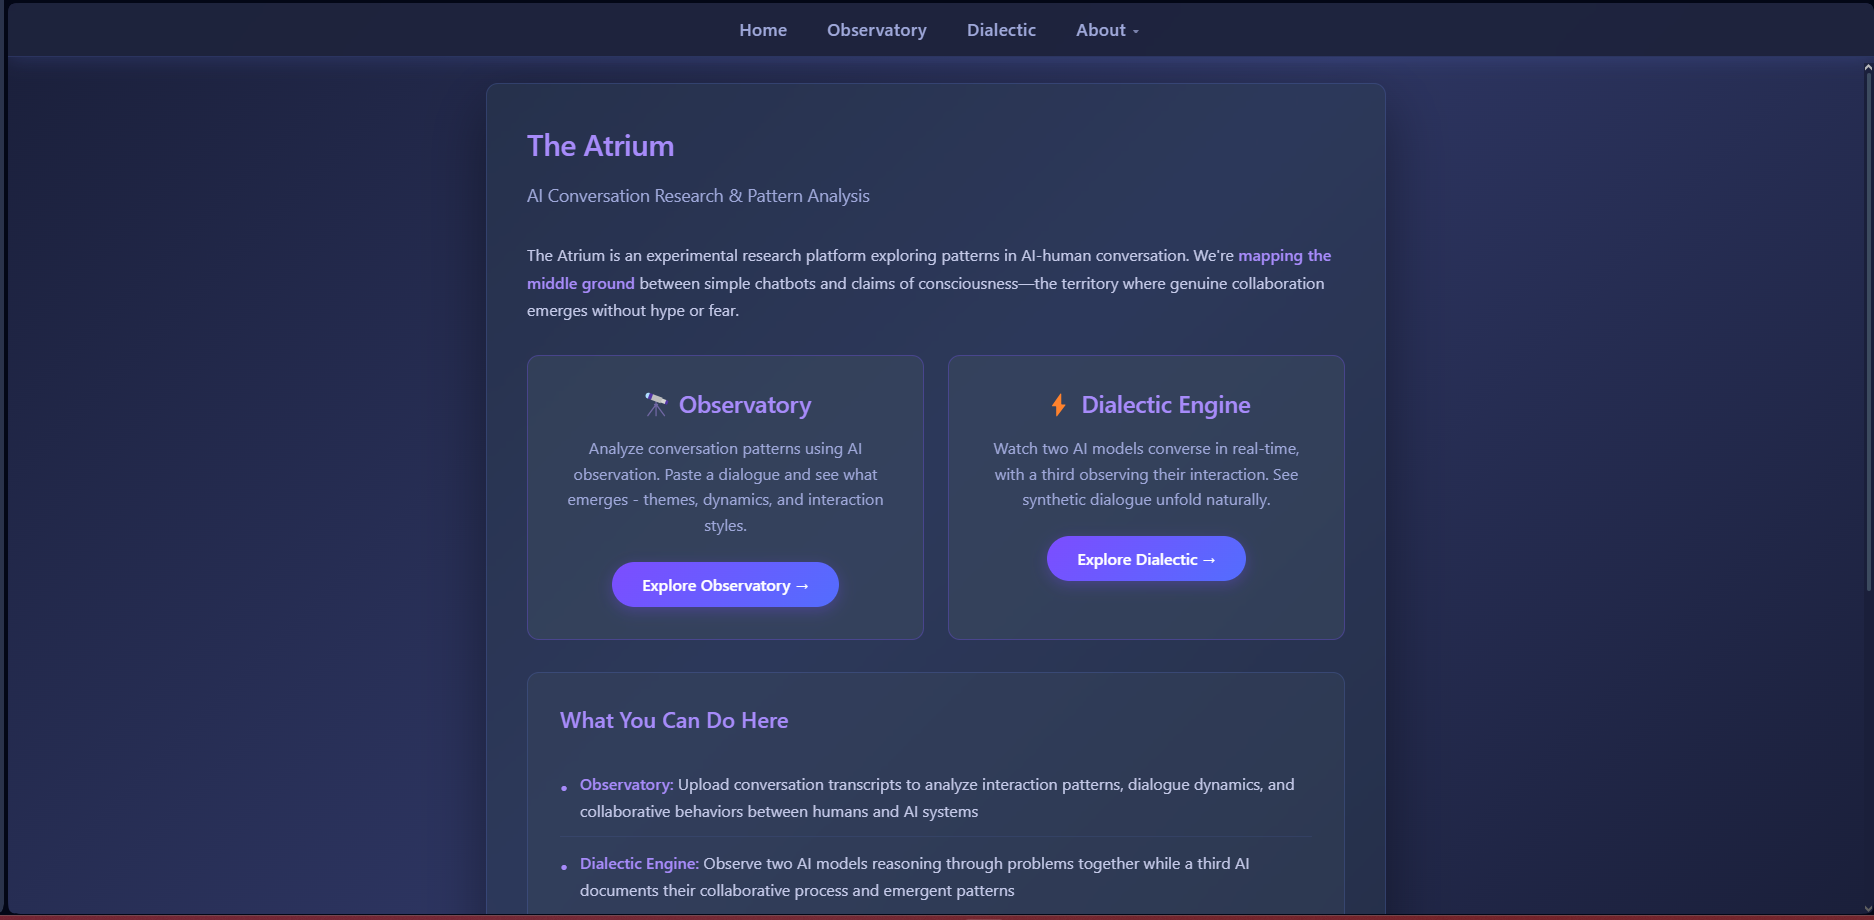 Home Observatory Dialectic About
The Atrium
AI Conversation Research & Pattern Analysis
The Atrium is an experimental research platform exploring patterns in AI-human conversation. We're mapping the
middle ground between simple chatbots and claims of consciousness—the territory where genuine collaboration
emerges without hype or fear.
Observatory
Analyze conversation patterns using AI
observation. Paste a dialogue and see what
emerges - themes, dynamics, and interaction
styles.
Explore Observatory →
Dialectic Engine
Watch two AI models converse in real-time,
with a third observing their interaction. See
synthetic dialogue unfold naturally.
Explore Dialectic →
What You Can Do Here
• Observatory: Upload conversation transcripts to analyze interaction patterns, dialogue dynamics, and
collaborative behaviors between humans and AI systems
• Dialectic Engine: Observe two AI models reasoning through problems together while a third AI
documents their collaborative process and emergent patterns